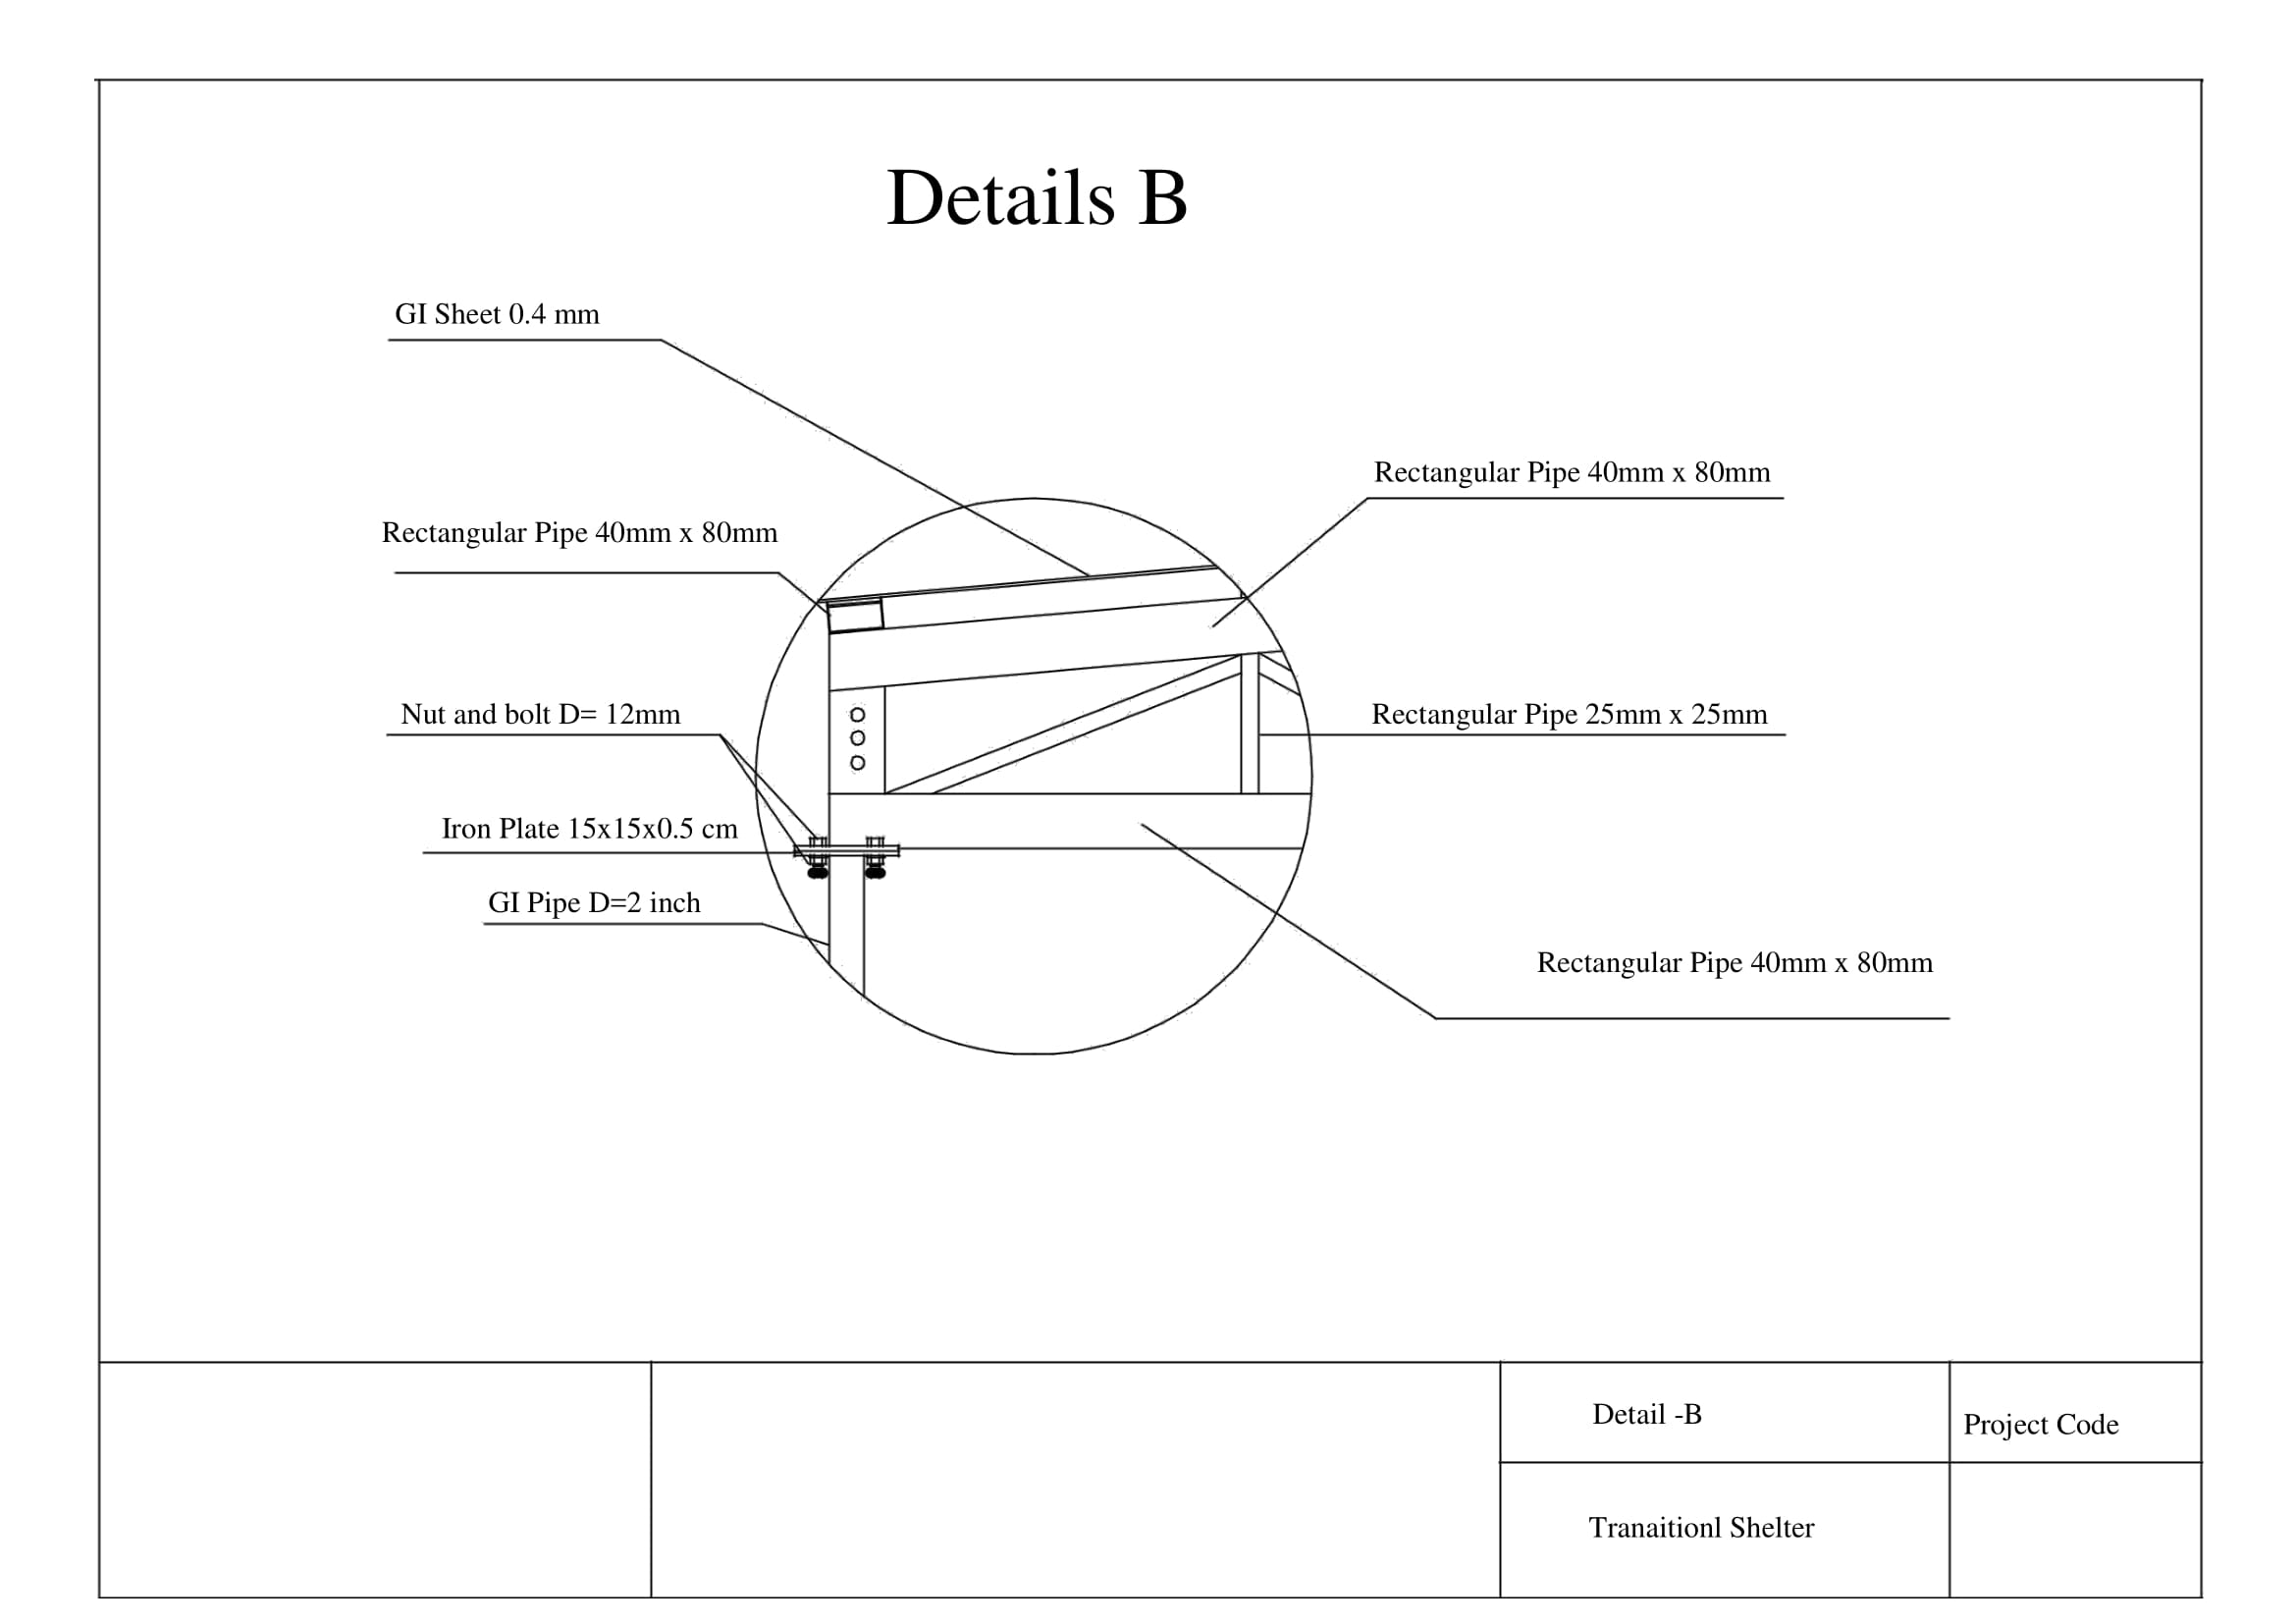 Details B
GI Sheet 0.4 mm
Rectangular Pipe 40mm x 80mm
Rectangular Pipe 40mm x 80mm
Nut and bolt D= 12mm
Rectangular Pipe 25mm x 25mm
Iron Plate 15x15x0.5 cm
GI Pipe D=2 inch
Rectangular Pipe 40mm x 80mm
Detail -B
Project Code
Tranaitionl Shelter